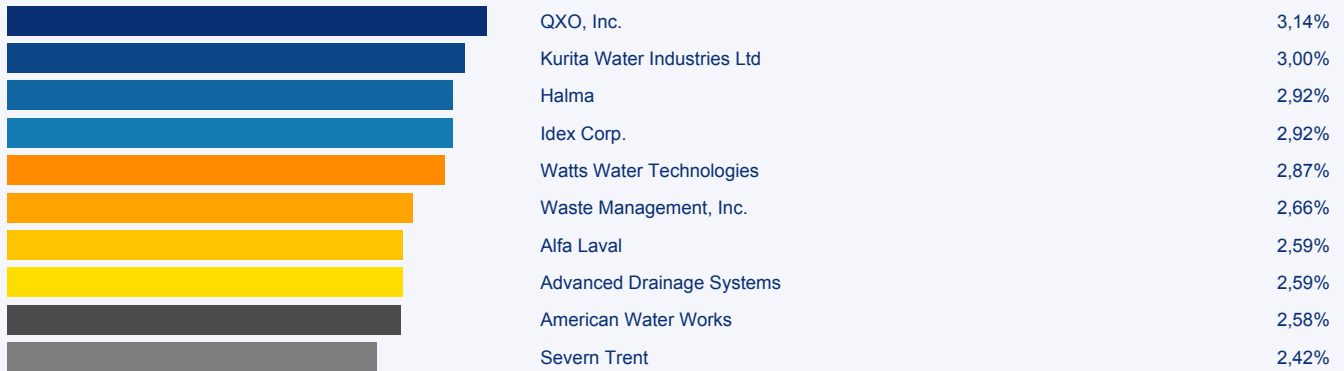 QXO, Inc. 3,14%
Kurita Water Industries Ltd 3,00%
Halma 2,92%
Idex Corp. 2,92%
Watts Water Technologies 2,87%
Waste Management, Inc. 2,66%
Alfa Laval 2,59%
Advanced Drainage Systems 2,59%
American Water Works 2,58%
Severn Trent 2,42%